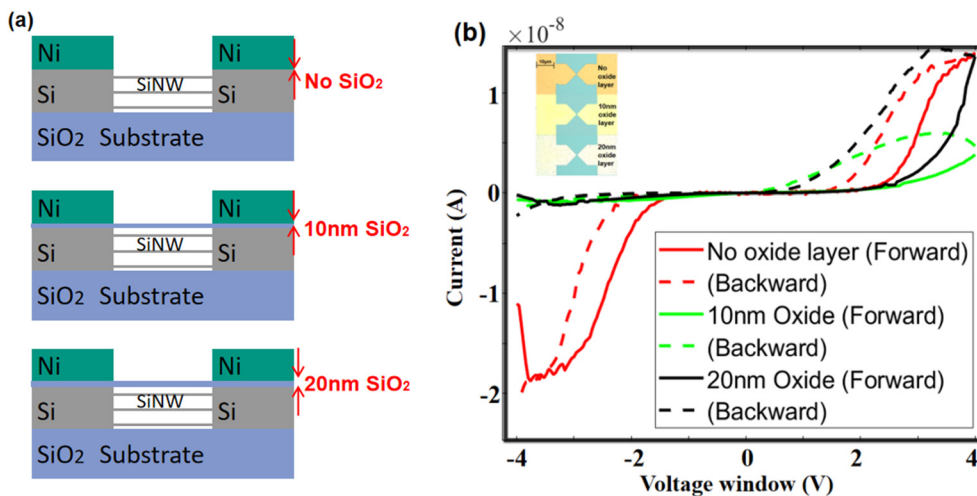 (a)
Ni
Ni
No SiO2
Si
SiNW
Si
SiO2 Substrate
Ni
Ni
10nm SiO2
Si
SiNW
Si
SiO2 Substrate
Ni
Ni
20nm SiO2
Si
SiNW
Si
SiO2 Substrate
(b)
×10⁻⁸
10µm
No
oxide
layer
10nm
oxide
layer
20nm
oxide
layer
1
0
-1
-2
Current (A)
No oxide layer (Forward)
(Backward)
10nm Oxide (Forward)
(Backward)
20nm Oxide (Forward)
(Backward)
-4
-2
0
2
4
Voltage window (V)